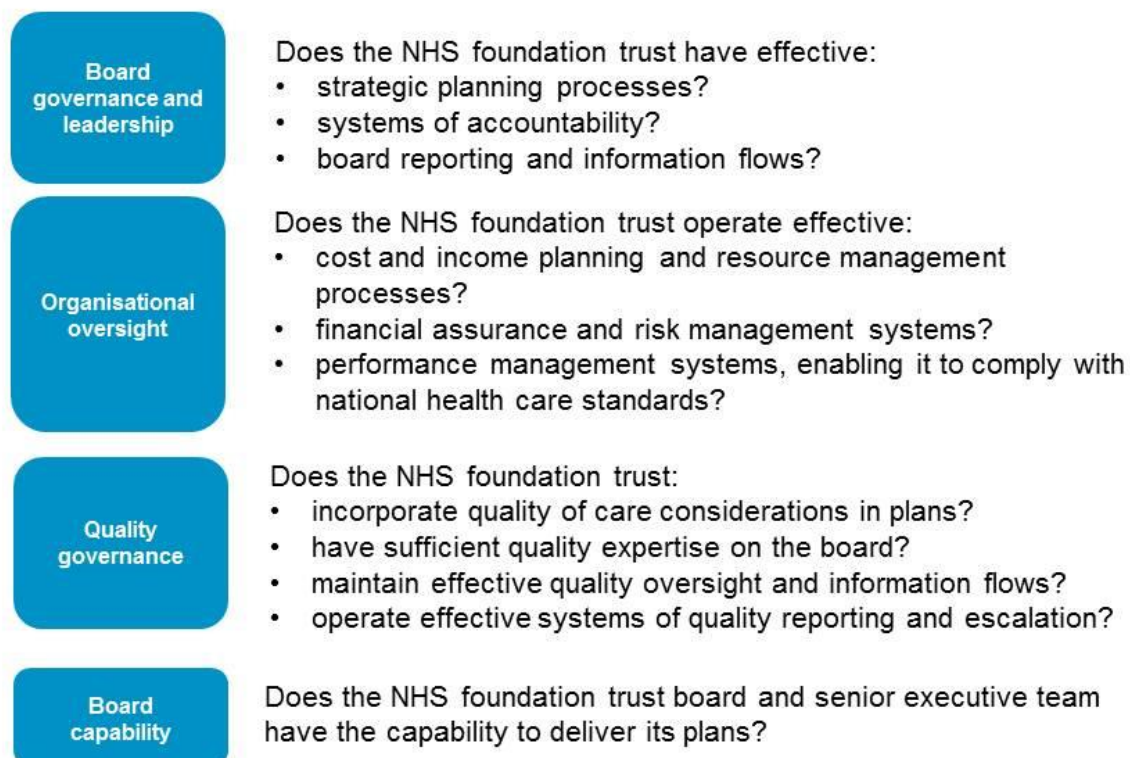 Board
governance and
leadership
Does the NHS foundation trust have effective:
• strategic planning processes?
• systems of accountability?
• board reporting and information flows?
Organisational
oversight
Does the NHS foundation trust operate effective:
• cost and income planning and resource management
processes?
• financial assurance and risk management systems?
• performance management systems, enabling it to comply with
national health care standards?
Quality
governance
Does the NHS foundation trust:
• incorporate quality of care considerations in plans?
• have sufficient quality expertise on the board?
• maintain effective quality oversight and information flows?
• operate effective systems of quality reporting and escalation?
Board
capability
Does the NHS foundation trust board and senior executive team
have the capability to deliver its plans?